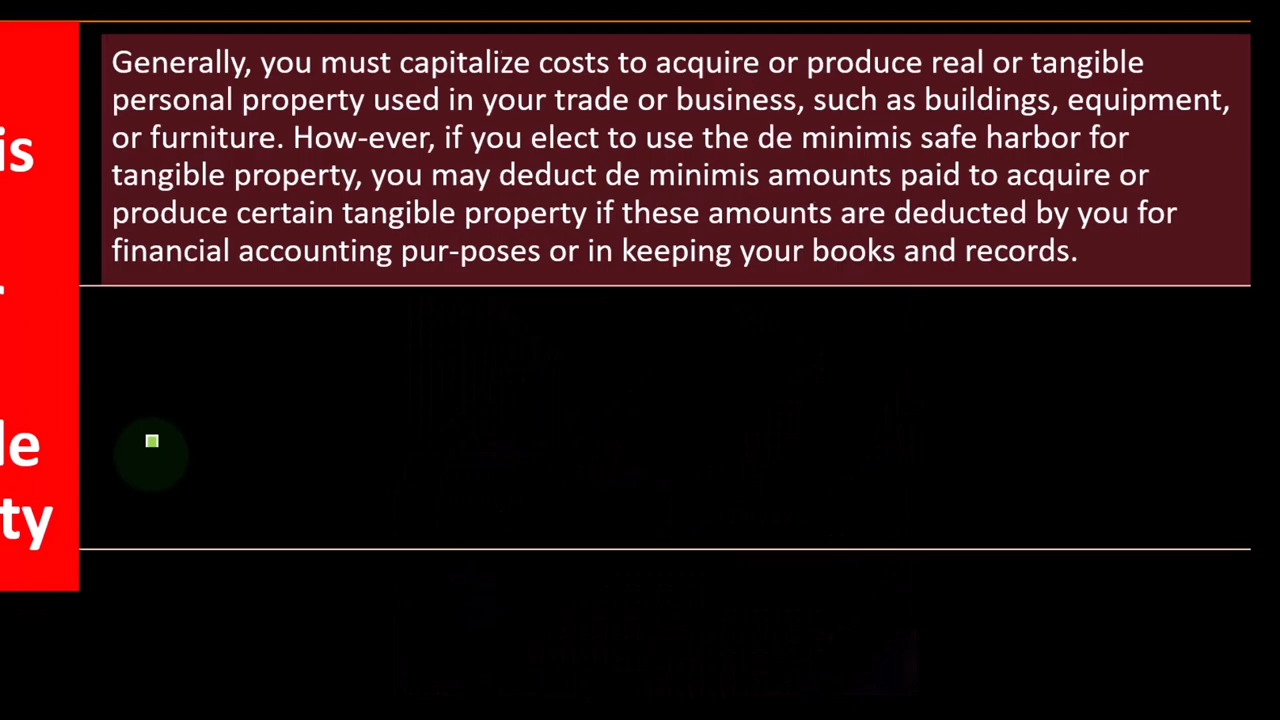 Generally, you must capitalize costs to acquire or produce real or tangible
personal property used in your trade or business, such as buildings, equipment,
or furniture. How-ever, if you elect to use the de minimis safe harbor for
tangible property, you may deduct de minimis amounts paid to acquire or
produce certain tangible property if these amounts are deducted by you for
financial accounting pur-poses or in keeping your books and records.
is
le
ty